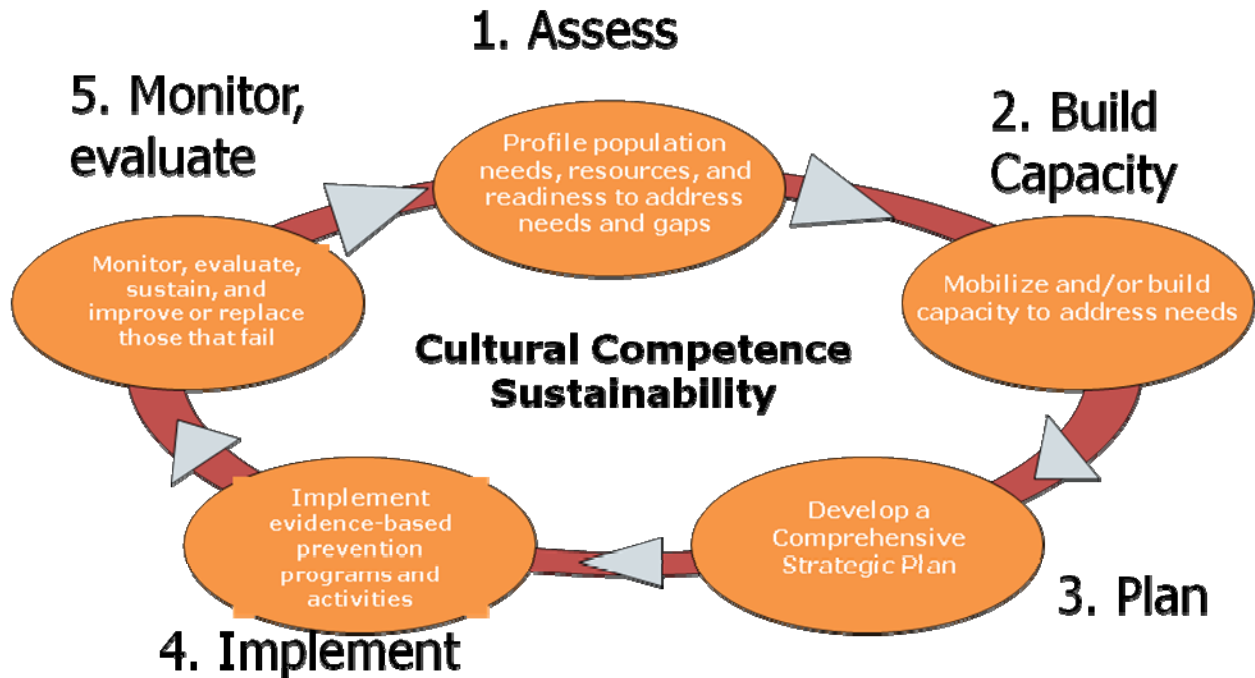 1. Assess
Profile population
needs, resources, and
readiness to address
needs and gaps
2. Build
Capacity
Mobilize and/or build
capacity to address needs
3. Plan
Develop a
Comprehensive
Strategic Plan
4. Implement
Implement
evidence-based
prevention
programs and
activities
5. Monitor,
evaluate
Monitor, evaluate,
sustain, and
improve or replace
those that fail
Cultural Competence
Sustainability